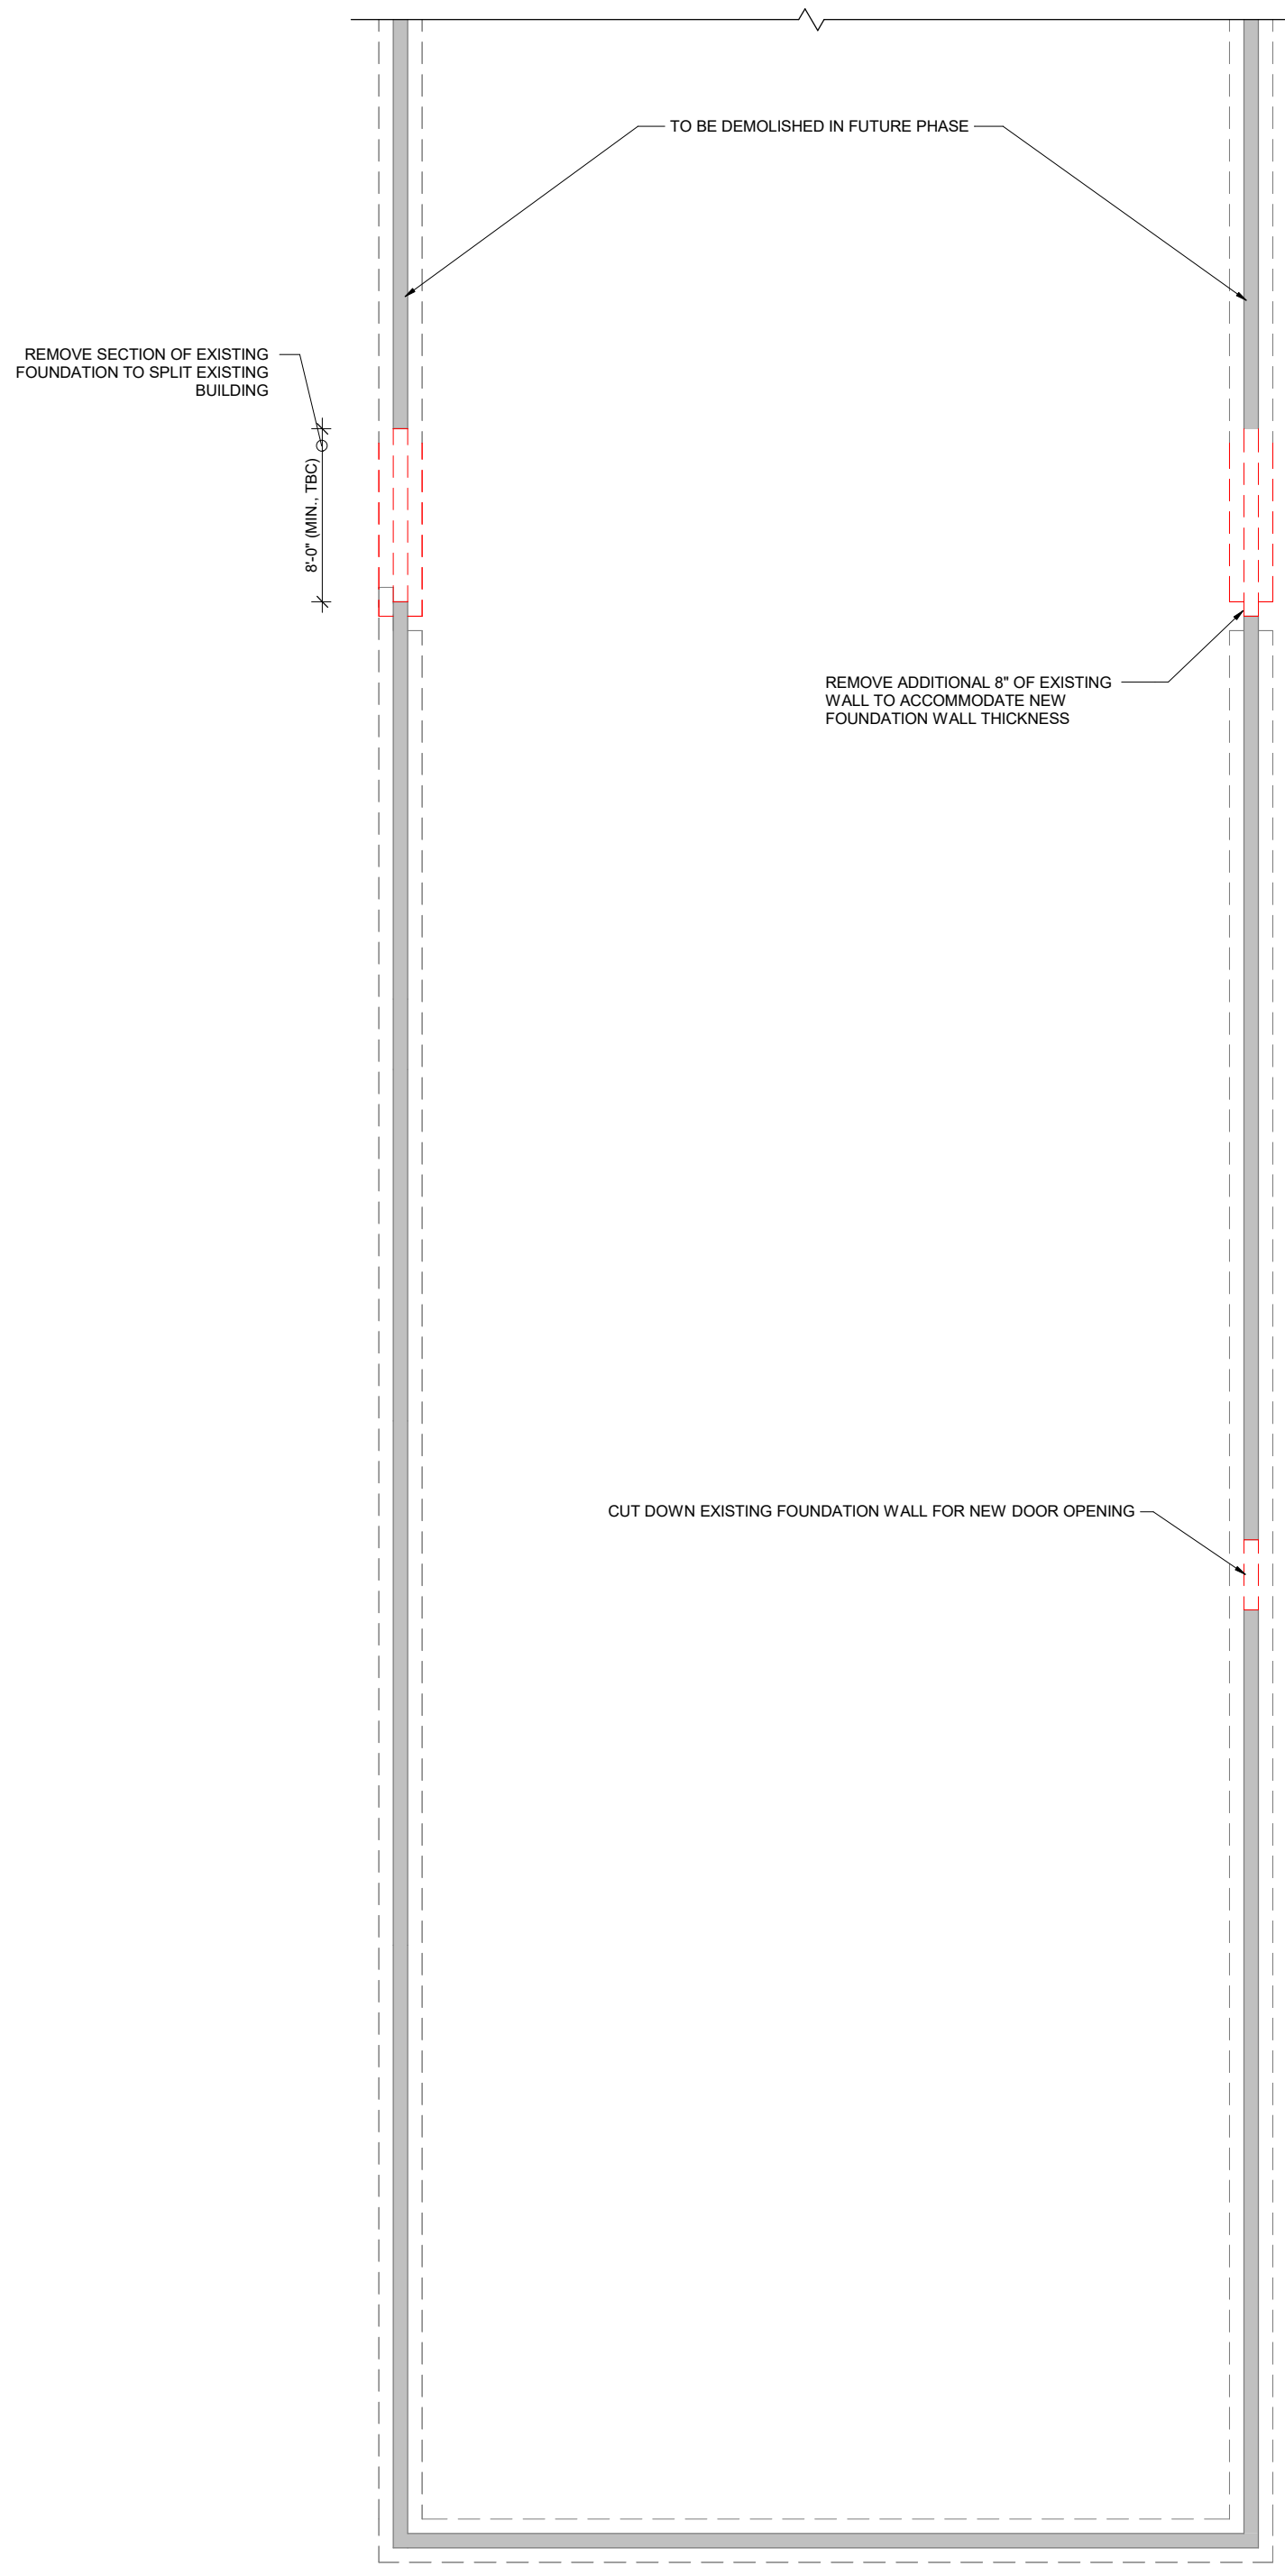 TO BE DEMOLISHED IN FUTURE PHASE
REMOVE SECTION OF EXISTING
FOUNDATION TO SPLIT EXISTING
BUILDING
8'-0" (MIN., TBC)
REMOVE ADDITIONAL 8" OF EXISTING
WALL TO ACCOMMODATE NEW
FOUNDATION WALL THICKNESS
CUT DOWN EXISTING FOUNDATION WALL FOR NEW DOOR OPENING